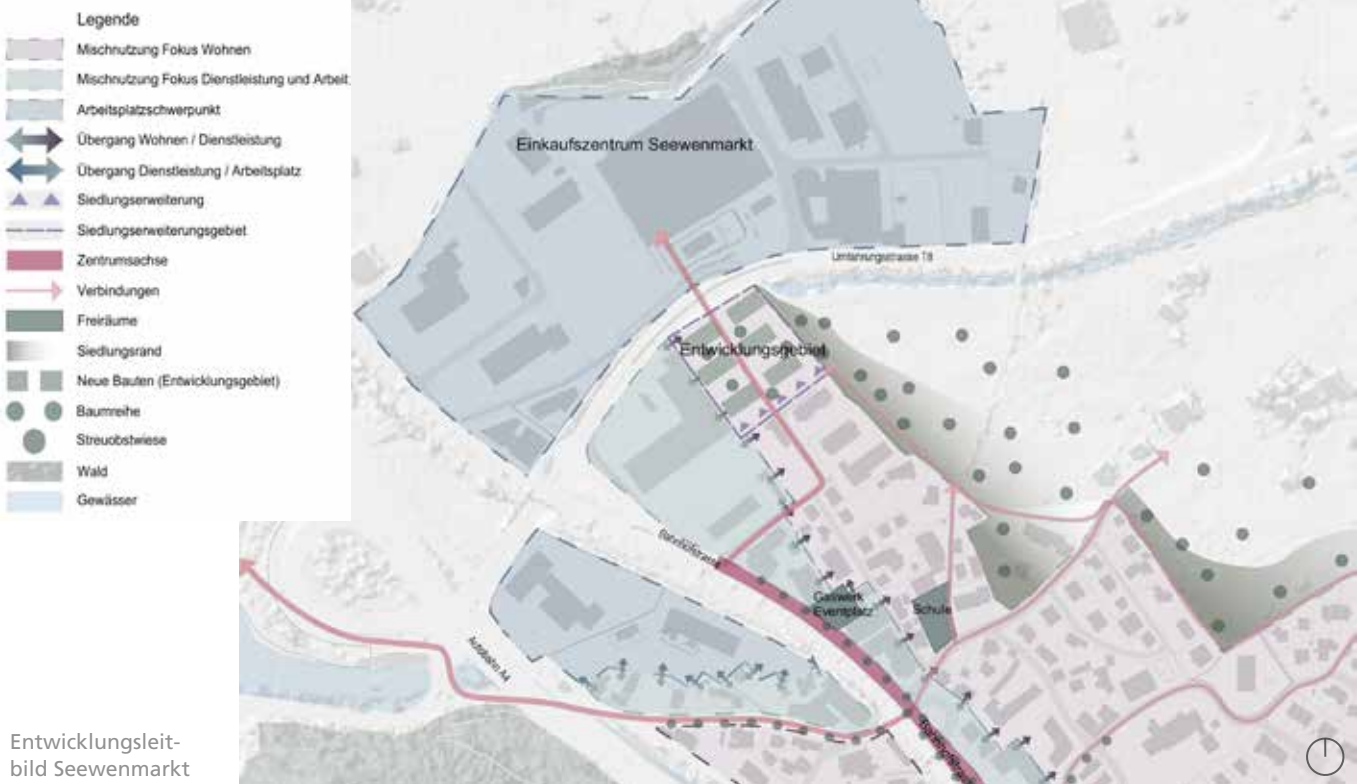 Legende
Mischnutzung Fokus Wohnen
Mischnutzung Fokus Dienstleistung und Arbeit
Arbeitsplatzschwerpunkt
Übergang Wohnen / Dienstleistung
Übergang Dienstleistung / Arbeitsplatz
Siedlungserweiterung
Siedlungserweiterungsgebiet
Zentrumsachse
Verbindungen
Freiräume
Siedlungsrand
Neue Bauten (Entwicklungsgebiet)
Baumreihe
Streuobstwiese
Wald
Gewässer
Einkaufszentrum Seewenmarkt
Umfahrungsstrasse T8
Entwicklungsgebiet
Bahnhofstrasse
Gaswerk
Eventplatz
Schule
Autobahn A4
Bahnhofstrasse
Entwicklungsleit-
bild Seewenmarkt